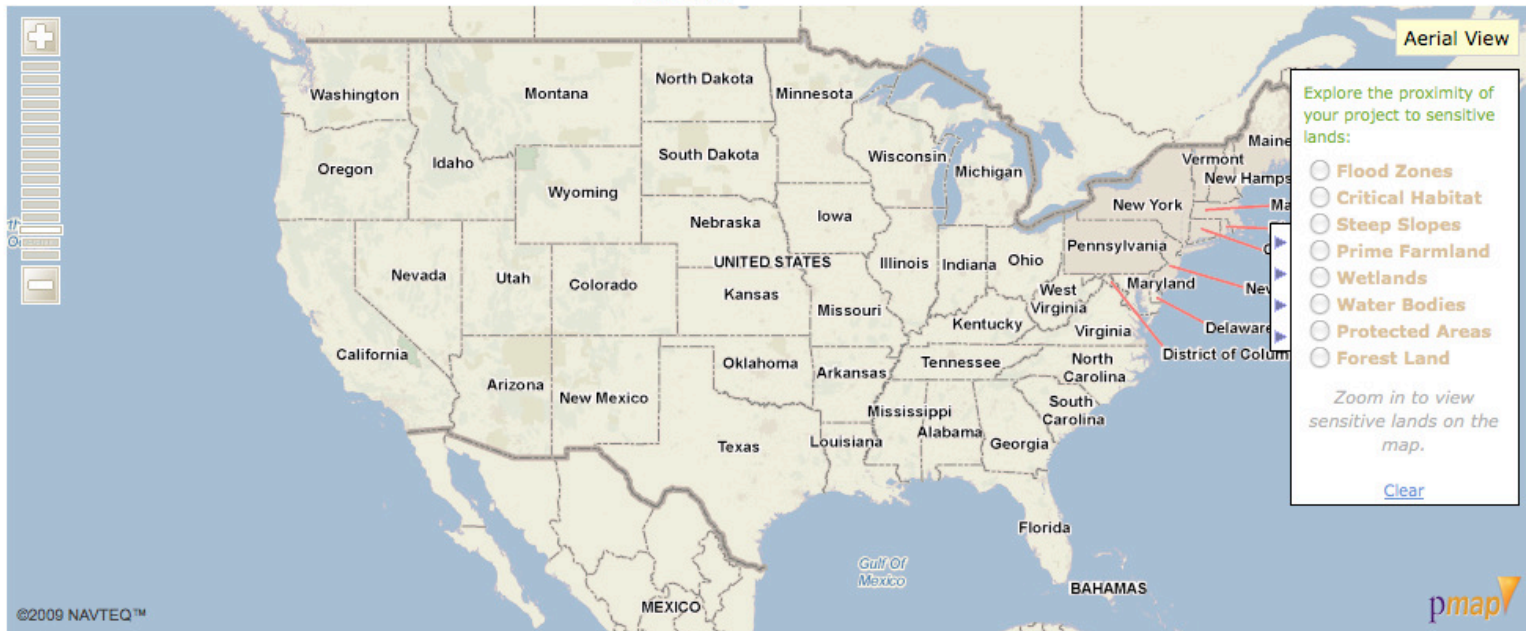 Aerial View
Explore the proximity of
your project to sensitive
lands:
Flood Zones
Critical Habitat
Steep Slopes
Prime Farmland
Wetlands
Water Bodies
Protected Areas
Forest Land
Zoom in to view
sensitive lands on the
map.
Clear
Washington
Montana
North Dakota
Minnesota
Maine
Vermont
New Hamps
Oregon
Idaho
South Dakota
Wisconsin
Michigan
Wyoming
New York
Ma
Nebraska
Iowa
Pennsylvania
Nevada
Utah
Colorado
UNITED STATES
Illinois
Indiana
Ohio
Kansas
Missouri
West
Virginia
Maryland
New
Kentucky
Virginia
Delaware
California
District of Colum
Oklahoma
Arkansas
Tennessee
North
Carolina
Arizona
New Mexico
Mississippi
Alabama
South
Carolina
Texas
Louisiana
Georgia
Florida
Gulf Of
Mexico
BAHAMAS
MEXICO
©2009 NAVTEQ™
pmap